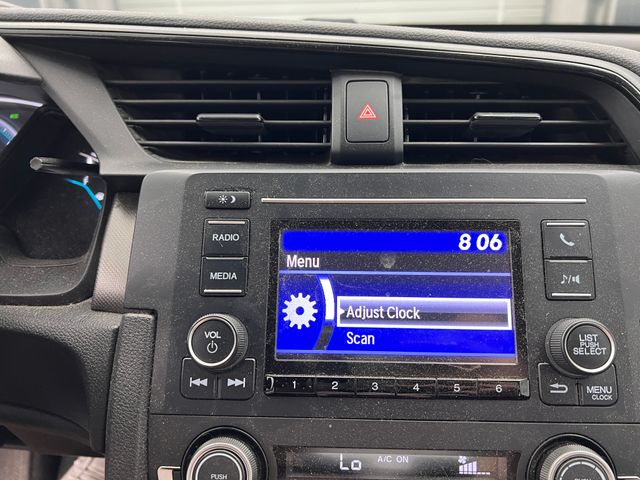 RADIO
MEDIA
8 06
Menu
Adjust Clock
Scan
VOL
LIST
PUSH
SELECT
MENU
CLOCK
1 2 3 4 5 6
Lo
A/C ON
PUSH
PUSH